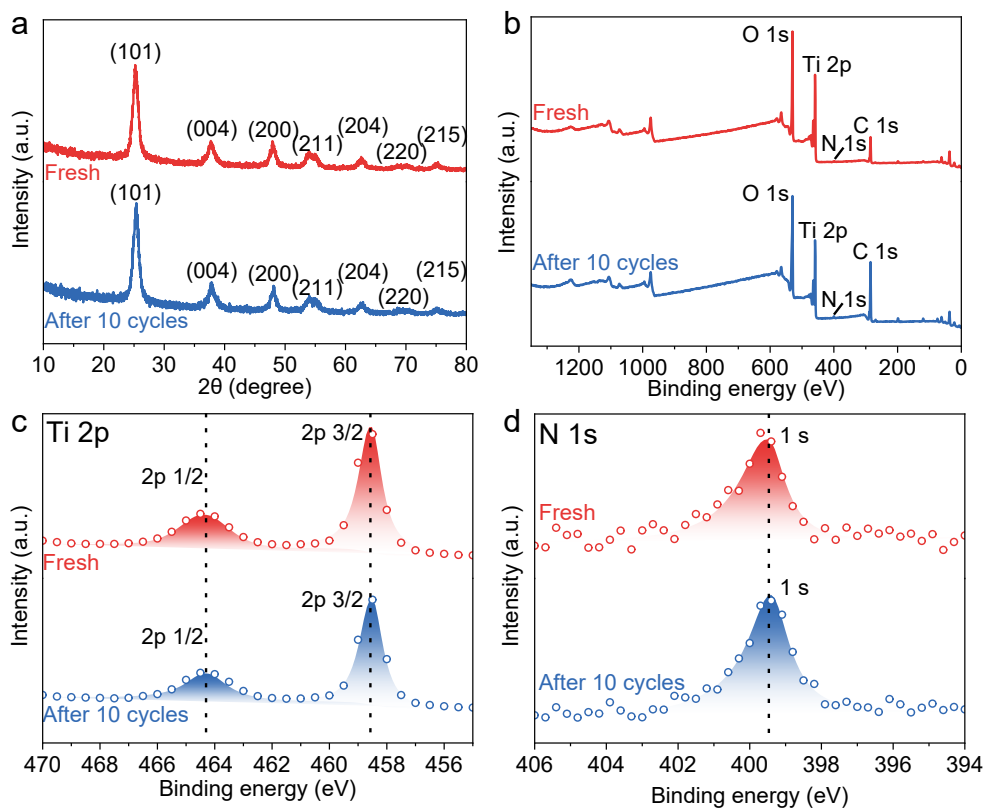 a
(101)
(004)
(200)
(211)
(204)
(220)
(215)
Fresh
(101)
(004)
(200)
(211)
(204)
(220)
(215)
After 10 cycles
Intensity (a.u.)
10 20 30 40 50 60 70 80
2θ (degree)
b
O 1s
Ti 2p
Fresh
C 1s
N 1s
O 1s
Ti 2p
C 1s
After 10 cycles
N 1s
Intensity (a.u.)
1200 1000 800 600 400 200 0
Binding energy (eV)
c
Ti 2p
2p 3/2
2p 1/2
Fresh
2p 3/2
2p 1/2
After 10 cycles
Intensity (a.u.)
470 468 466 464 462 460 458 456
Binding energy (eV)
d
N 1s
1 s
Fresh
1 s
After 10 cycles
Intensity (a.u.)
406 404 402 400 398 396 394
Binding energy (eV)